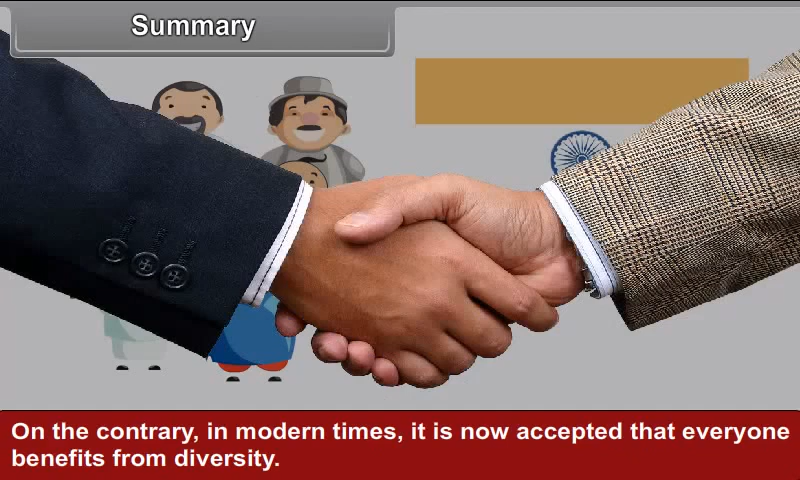 Summary
On the contrary, in modern times, it is now accepted that everyone
benefits from diversity.